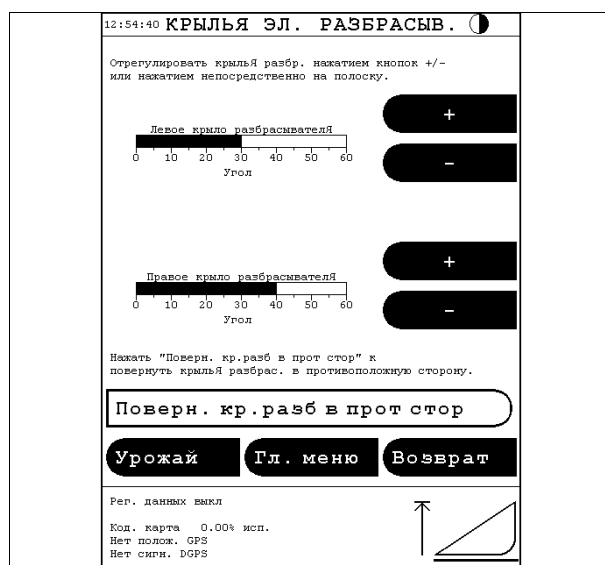 12:54:40 КРЫЛЬЯ ЭЛ. РАЗБРАСЫВ.
Отрегулировать крыльЯ разбр. нажатием кнопок +/-
или нажатием непосредственно на полоску.
+
Левое крыло разбрасывателЯ
0 10 20 30 40 50 60
Угол
-
+
Правое крыло разбрасывателЯ
0 10 20 30 40 50 60
Угол
-
Нажать "Поверн. кр.разб в прот стор" к
повернуть крыльЯ разбрас. в противоположную сторону.
Поверн. кр.разб в прот стор
Урожай Гл. меню Возврат
Рег. данных выкл
Код. карта 0.00% исп.
Нет полож. GPS
Нет сигн. DGPS